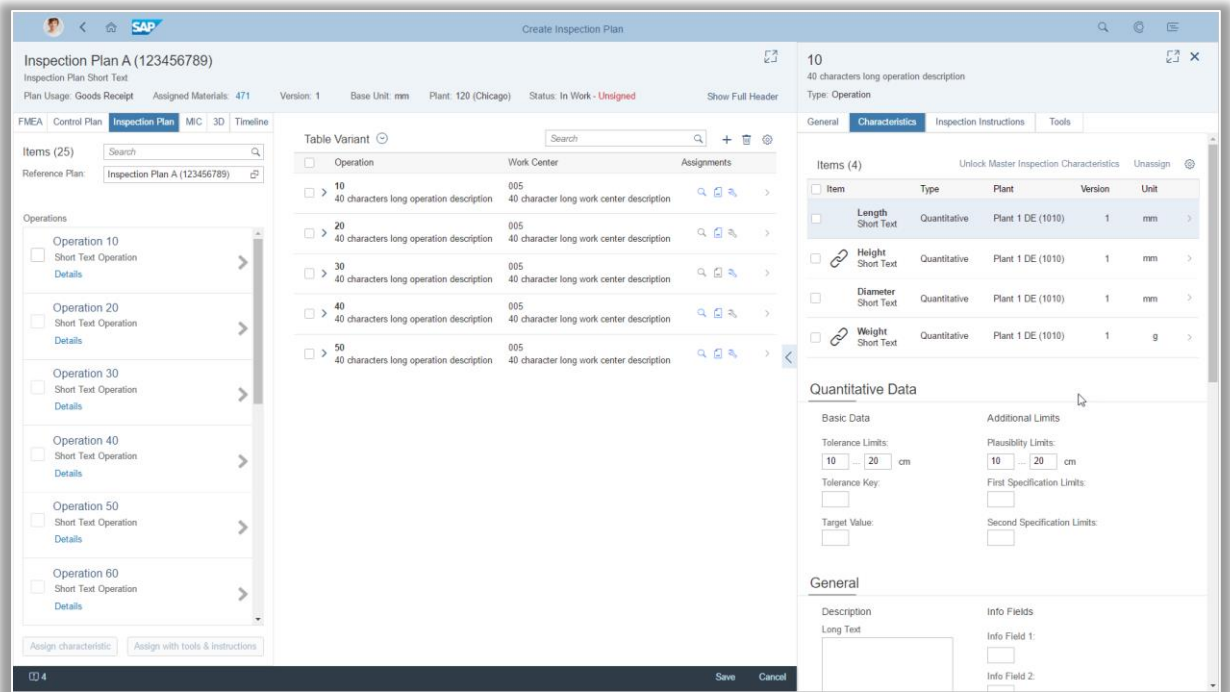 SAP
Create Inspection Plan
Inspection Plan A (123456789)
Inspection Plan Short Text
Plan Usage: Goods Receipt Assigned Materials: 471 Version: 1 Base Unit: mm Plant: 120 (Chicago) Status: In Work - Unsigned Show Full Header
FMEA Control Plan Inspection Plan MIC 3D Timeline
Items (25) Search
Reference Plan: Inspection Plan A (123456789)
Operations
Operation 10
Short Text Operation
Details
Operation 20
Short Text Operation
Details
Operation 30
Short Text Operation
Details
Operation 40
Short Text Operation
Details
Operation 50
Short Text Operation
Details
Operation 60
Short Text Operation
Details
Assign characteristic Assign with tools & instructions
Table Variant Search
Operation Work Center Assignments
10 005
40 characters long operation description 40 character long work center description
20 005
40 characters long operation description 40 character long work center description
30 005
40 characters long operation description 40 character long work center description
40 005
40 characters long operation description 40 character long work center description
50 005
40 characters long operation description 40 character long work center description
10
40 characters long operation description
Type: Operation
General Characteristics Inspection Instructions Tools
Items (4) Unlock Master Inspection Characteristics Unassign
Item Type Plant Version Unit
Length Quantitative Plant 1 DE (1010) 1 mm
Short Text
Height Quantitative Plant 1 DE (1010) 1 mm
Short Text
Diameter Quantitative Plant 1 DE (1010) 1 mm
Short Text
Weight Quantitative Plant 1 DE (1010) 1 g
Short Text
Quantitative Data
Basic Data Additional Limits
Tolerance Limits: Plausiblity Limits:
10 ... 20 cm 10 ... 20 cm
Tolerance Key: First Specification Limits:
Target Value: Second Specification Limits:
General
Description Info Fields
Long Text Info Field 1:
Info Field 2:
4 Save Cancel